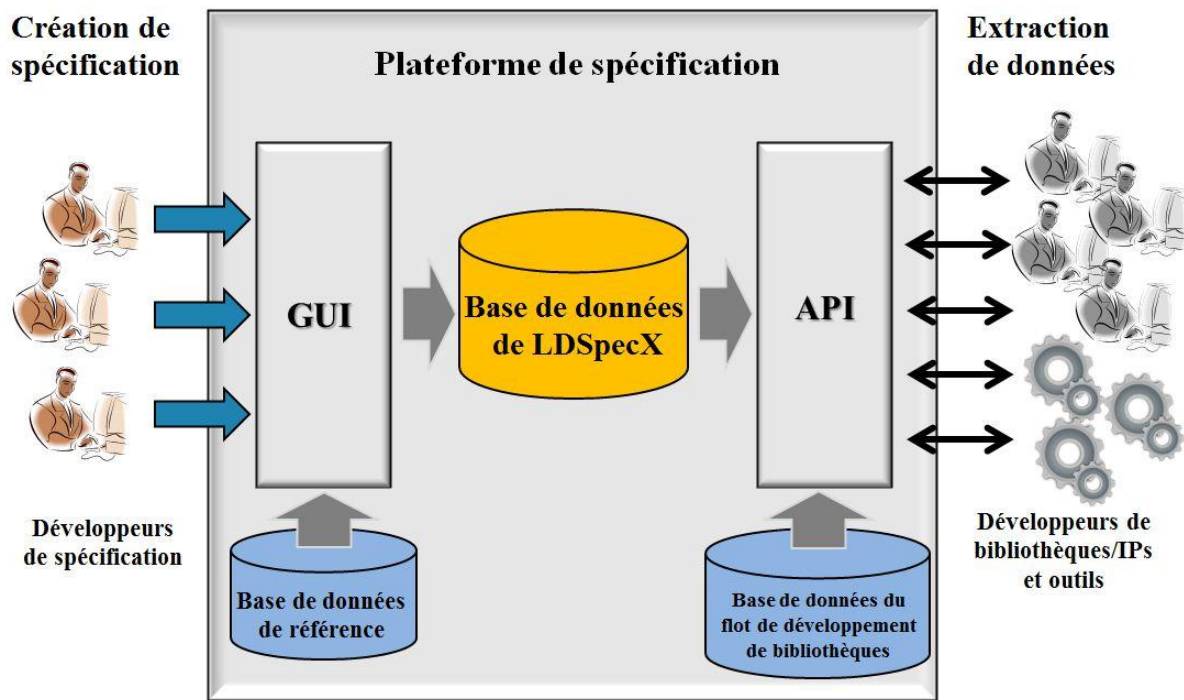 Création de
spécification
Plateforme de spécification
Extraction
de données
GUI
Base de données
de LDSpecX
API
Développeurs
de spécification
Base de données
de référence
Base de données du
flot de développement
de bibliothèques
Développeurs de
bibliothèques/IPs
et outils